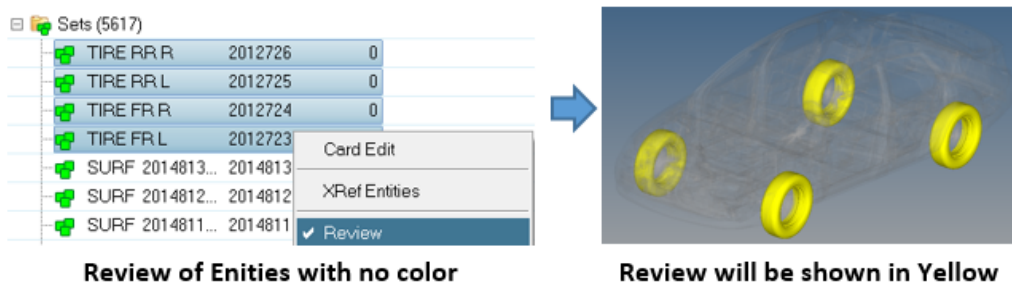 Sets (5617)
TIRE RR R 2012726 0
TIRE RR L 2012725 0
TIRE FR R 2012724 0
TIRE FR L 2012723
Card Edit
SURF 2014813... 2014813
XRef Entities
SURF 2014812... 2014812
SURF 2014811... 2014811
Review
Review of Enities with no color
Review will be shown in Yellow